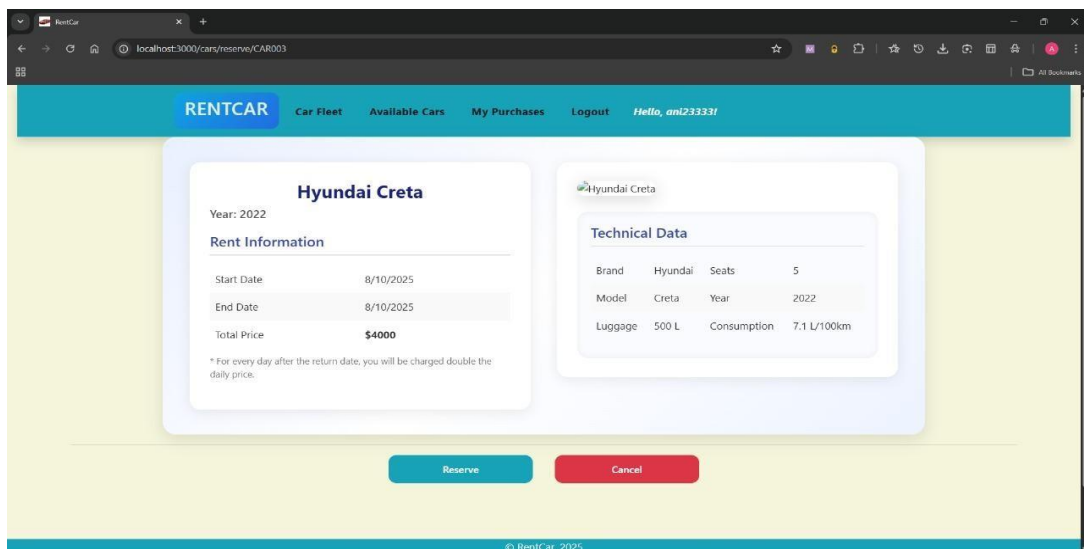 RentCar
localhost:3000/cars/reserve/CAR003
All Bookmarks
RENTCAR Car Fleet Available Cars My Purchases Logout Hello, ani23333!
Hyundai Creta
Year: 2022
Rent Information
Start Date 8/10/2025
End Date 8/10/2025
Total Price $4000
* For every day after the return date, you will be charged double the
daily price.
Hyundai Creta
Technical Data
Brand Hyundai Seats 5
Model Creta Year 2022
Luggage 500 L Consumption 7.1 L/100km
Reserve Cancel
© RentCar, 2025